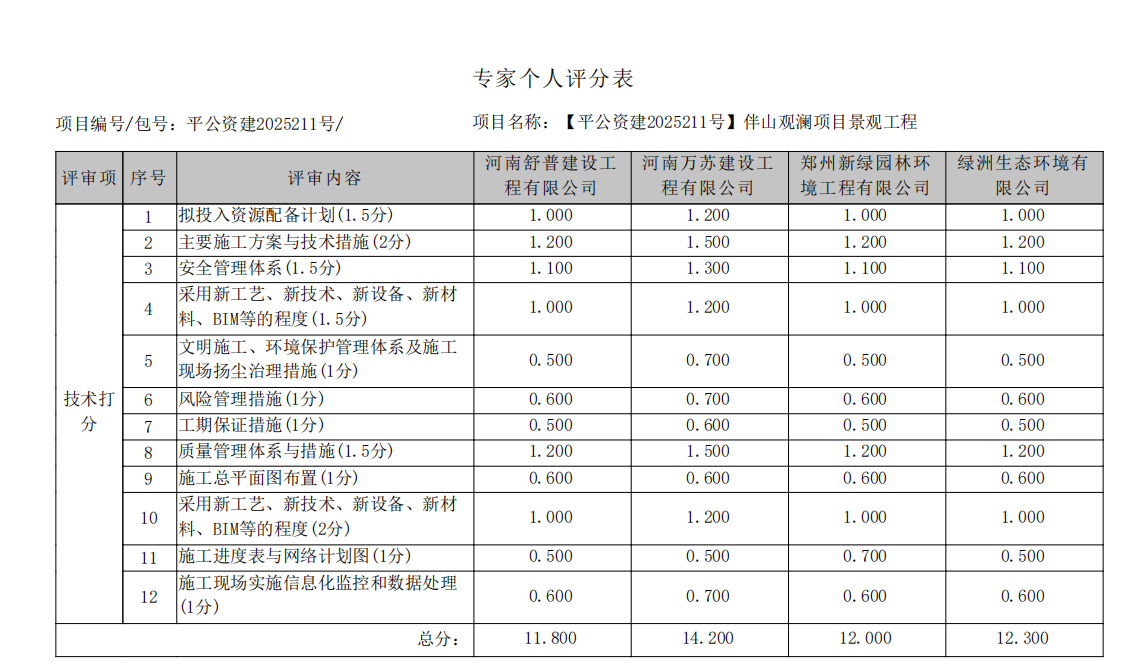 专家个人评分表
项目编号/包号：平公资建2025211号/ 项目名称：【平公资建2025211号】伴山观澜项目景观工程
评审项 序号 评审内容 河南舒普建设工程有限公司 河南万苏建设工程有限公司 郑州新绿园林环境工程有限公司 绿洲生态环境有限公司
技术打分
1 拟投入资源配备计划(1.5分) 1.000 1.200 1.000 1.000
2 主要施工方案与技术措施(2分) 1.200 1.500 1.200 1.200
3 安全管理体系(1.5分) 1.100 1.300 1.100 1.100
4 采用新工艺、新技术、新设备、新材料、BIM等的程度(1.5分) 1.000 1.200 1.000 1.000
5 文明施工、环境保护管理体系及施工现场扬尘治理措施(1分) 0.500 0.700 0.500 0.500
6 风险管理措施(1分) 0.600 0.700 0.600 0.600
7 工期保证措施(1分) 0.500 0.600 0.500 0.500
8 质量管理体系与措施(1.5分) 1.200 1.500 1.200 1.200
9 施工总平面图布置(1分) 0.600 0.600 0.600 0.600
10 采用新工艺、新技术、新设备、新材料、BIM等的程度(2分) 1.000 1.200 1.000 1.000
11 施工进度表与网络计划图(1分) 0.500 0.500 0.700 0.500
12 施工现场实施信息化监控和数据处理(1分) 0.600 0.700 0.600 0.600
总分： 11.800 14.200 12.000 12.300